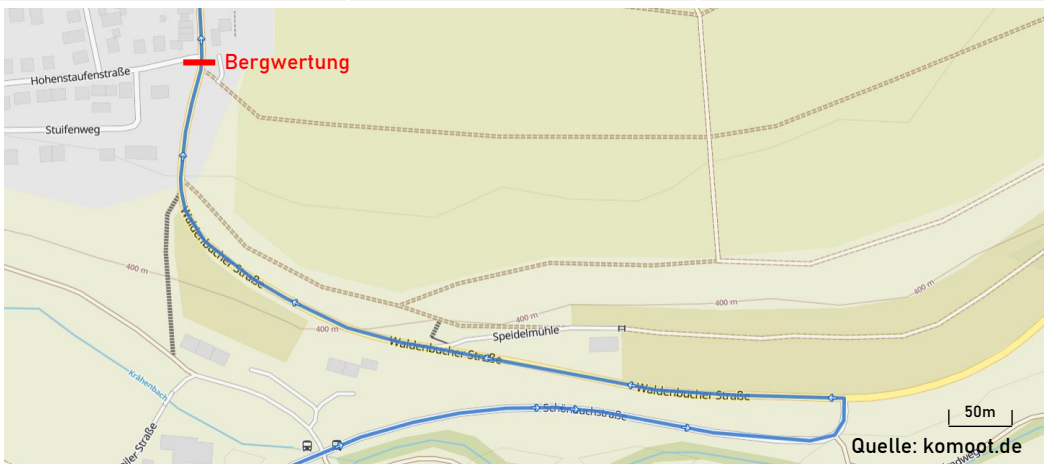 Bergwertung
Hohenstaufenstraße
Stuifenweg
Waldenbucher Straße
400 m
400 m
400 m
400 m
400 m
Speidelmühle
Waldenbucher Straße
Waldenbucher Straße
Krähenbach
Schönbuchstraße
50m
Straße
H
Quelle: komoot.de